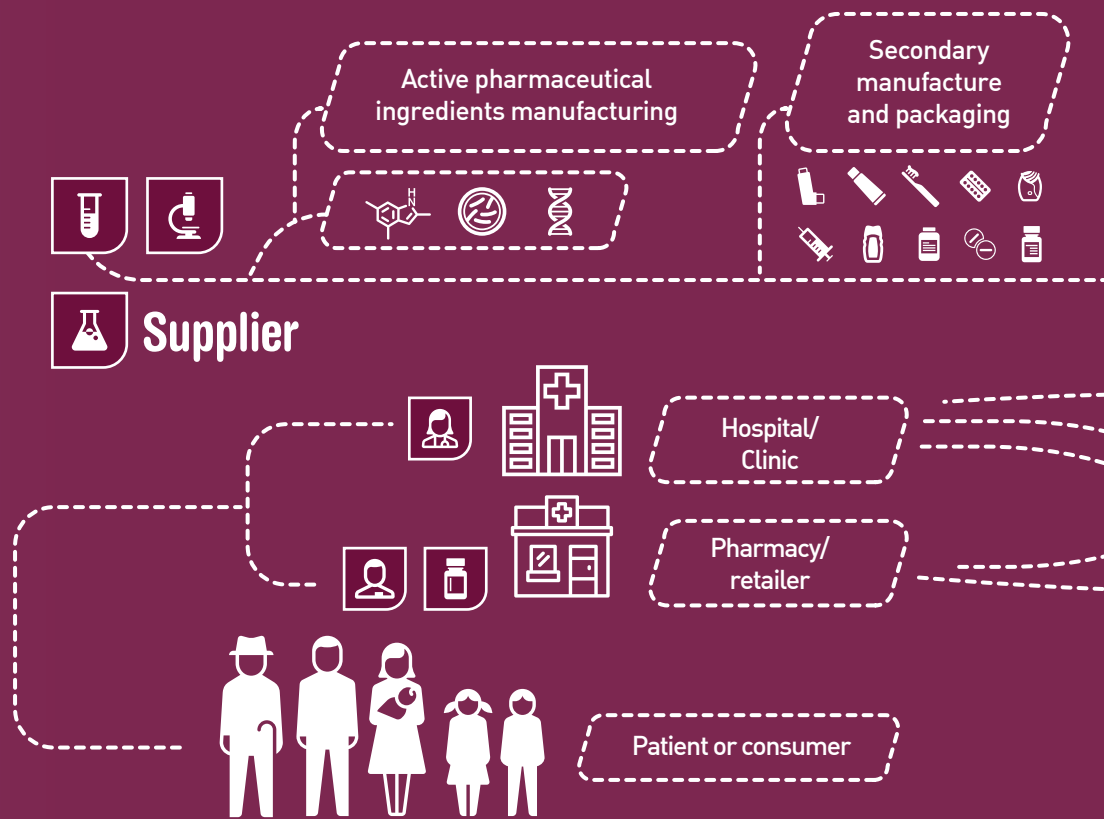 Active pharmaceutical
ingredients manufacturing
Secondary
manufacture
and packaging
H
N
Supplier
Hospital/
Clinic
Pharmacy/
retailer
Patient or consumer